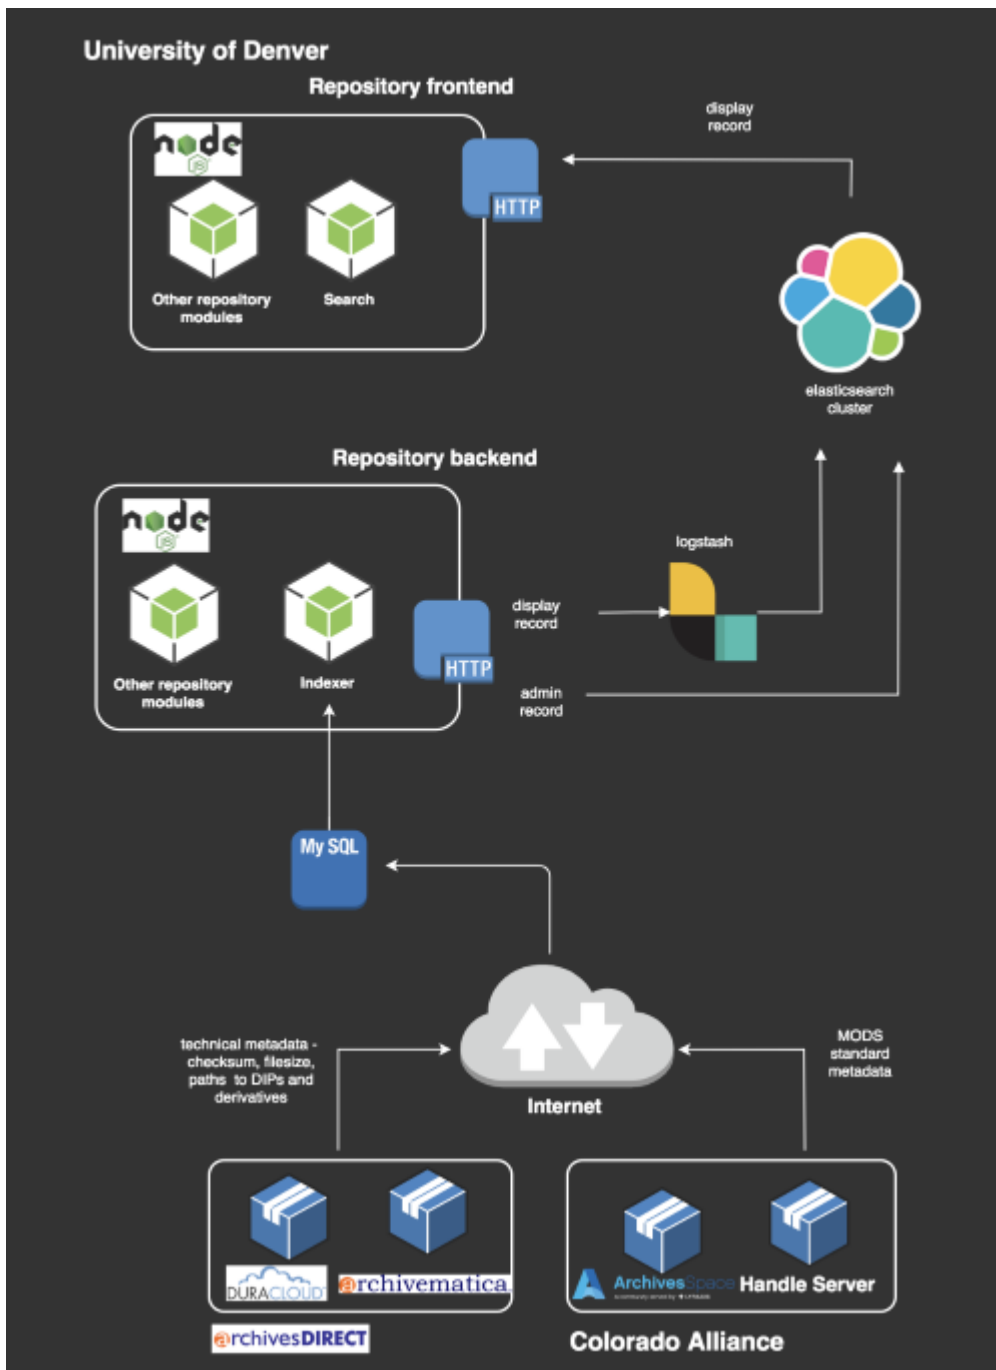 University of Denver
Repository frontend
display
record
node
JS
HTTP
Other repository
modules
Search
elasticsearch
cluster
Repository backend
node
JS
logstash
display
record
HTTP
Other repository
modules
Indexer
admin
record
My SQL
technical metadata -
checksum, filesize,
paths to DIPs and
derivatives
MODS
standard
metadata
Internet
DURACLOUD
archivematica
ArchivesSpace
Handle Server
archivesDIRECT
Colorado Alliance